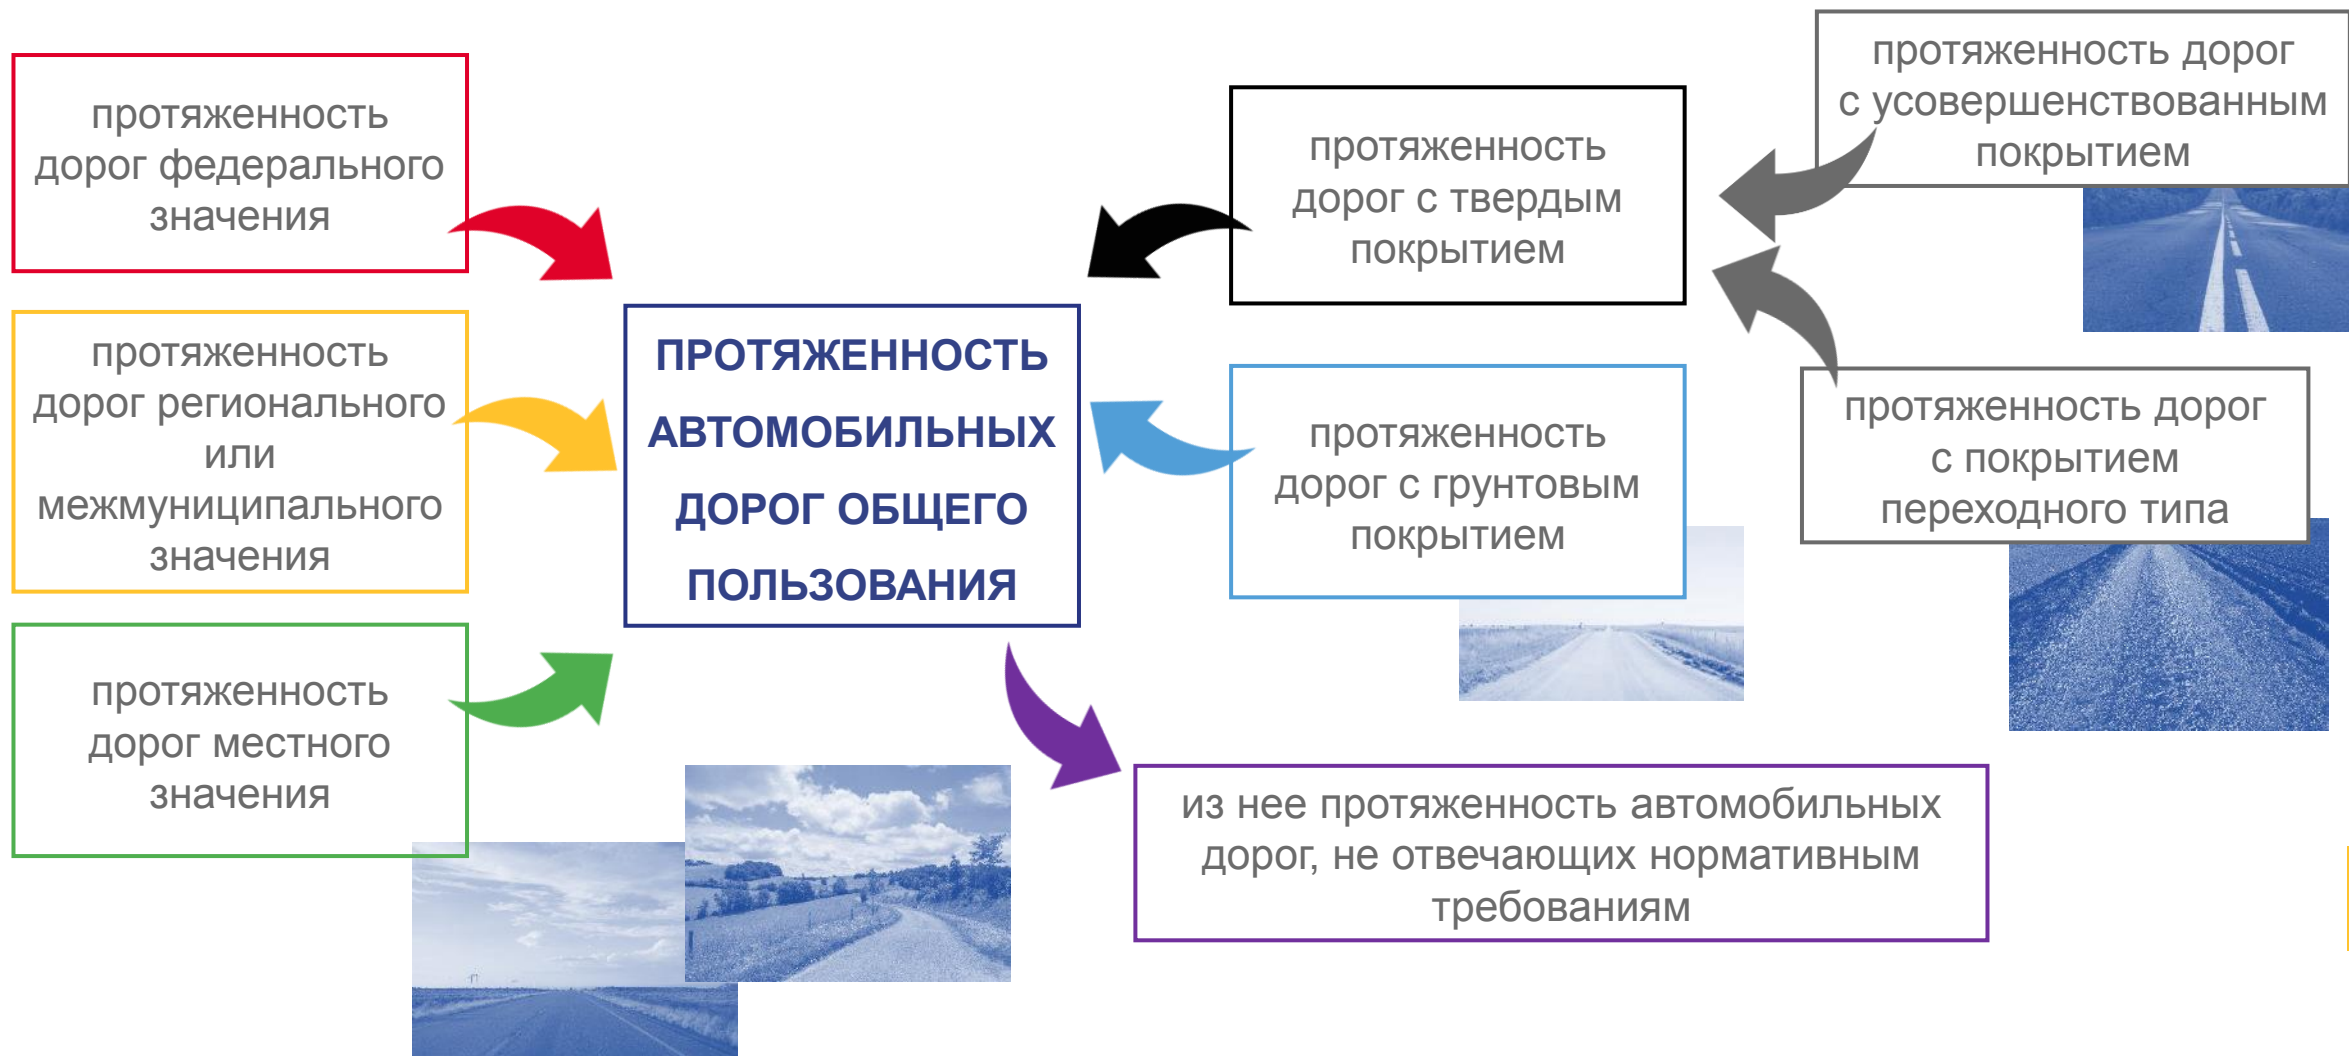 протяженность
дорог федерального
значения
протяженность
дорог регионального
или
межмуниципального
значения
протяженность
дорог местного
значения
ПРОТЯЖЕННОСТЬ
АВТОМОБИЛЬНЫХ
ДОРОГ ОБЩЕГО
ПОЛЬЗОВАНИЯ
протяженность
дорог с твердым
покрытием
протяженность
дорог с грунтовым
покрытием
протяженность дорог
с усовершенствованным
покрытием
протяженность дорог
с покрытием
переходного типа
из нее протяженность автомобильных
дорог, не отвечающих нормативным
требованиям